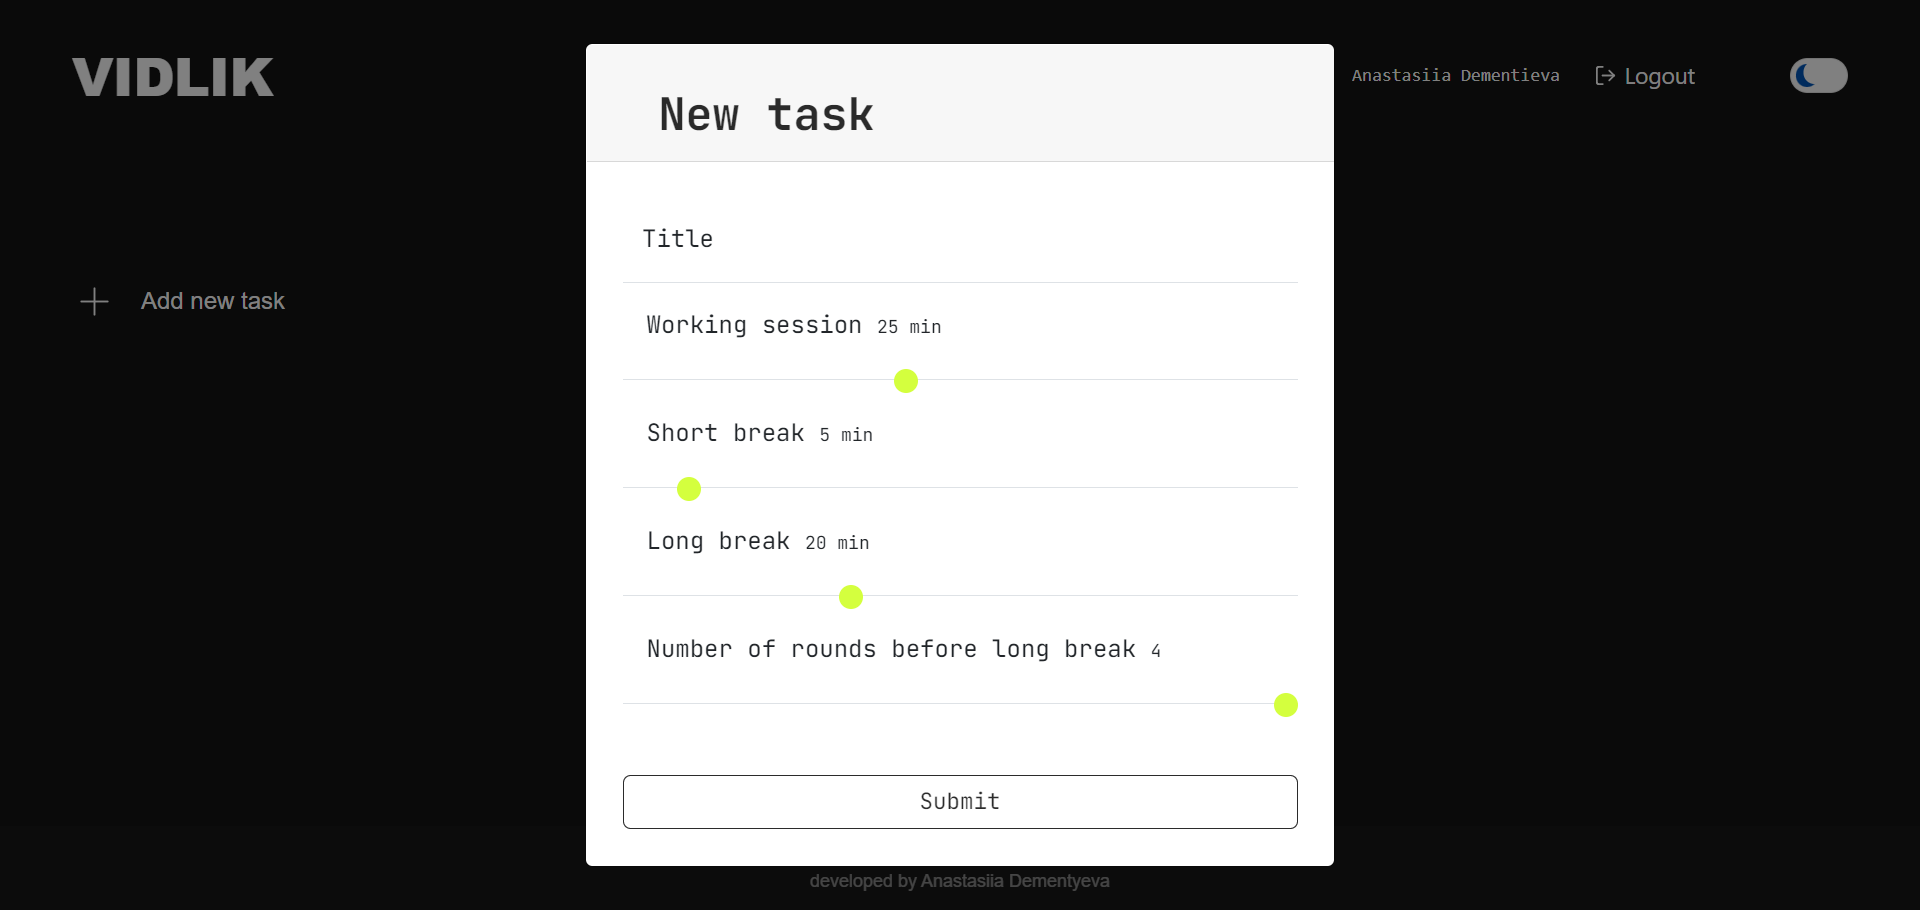 VIDLIK
Anastasiia Dementieva
Logout
Add new task
New task
Title
Working session 25 min
Short break 5 min
Long break 20 min
Number of rounds before long break 4
Submit
developed by Anastasiia Dementyeva